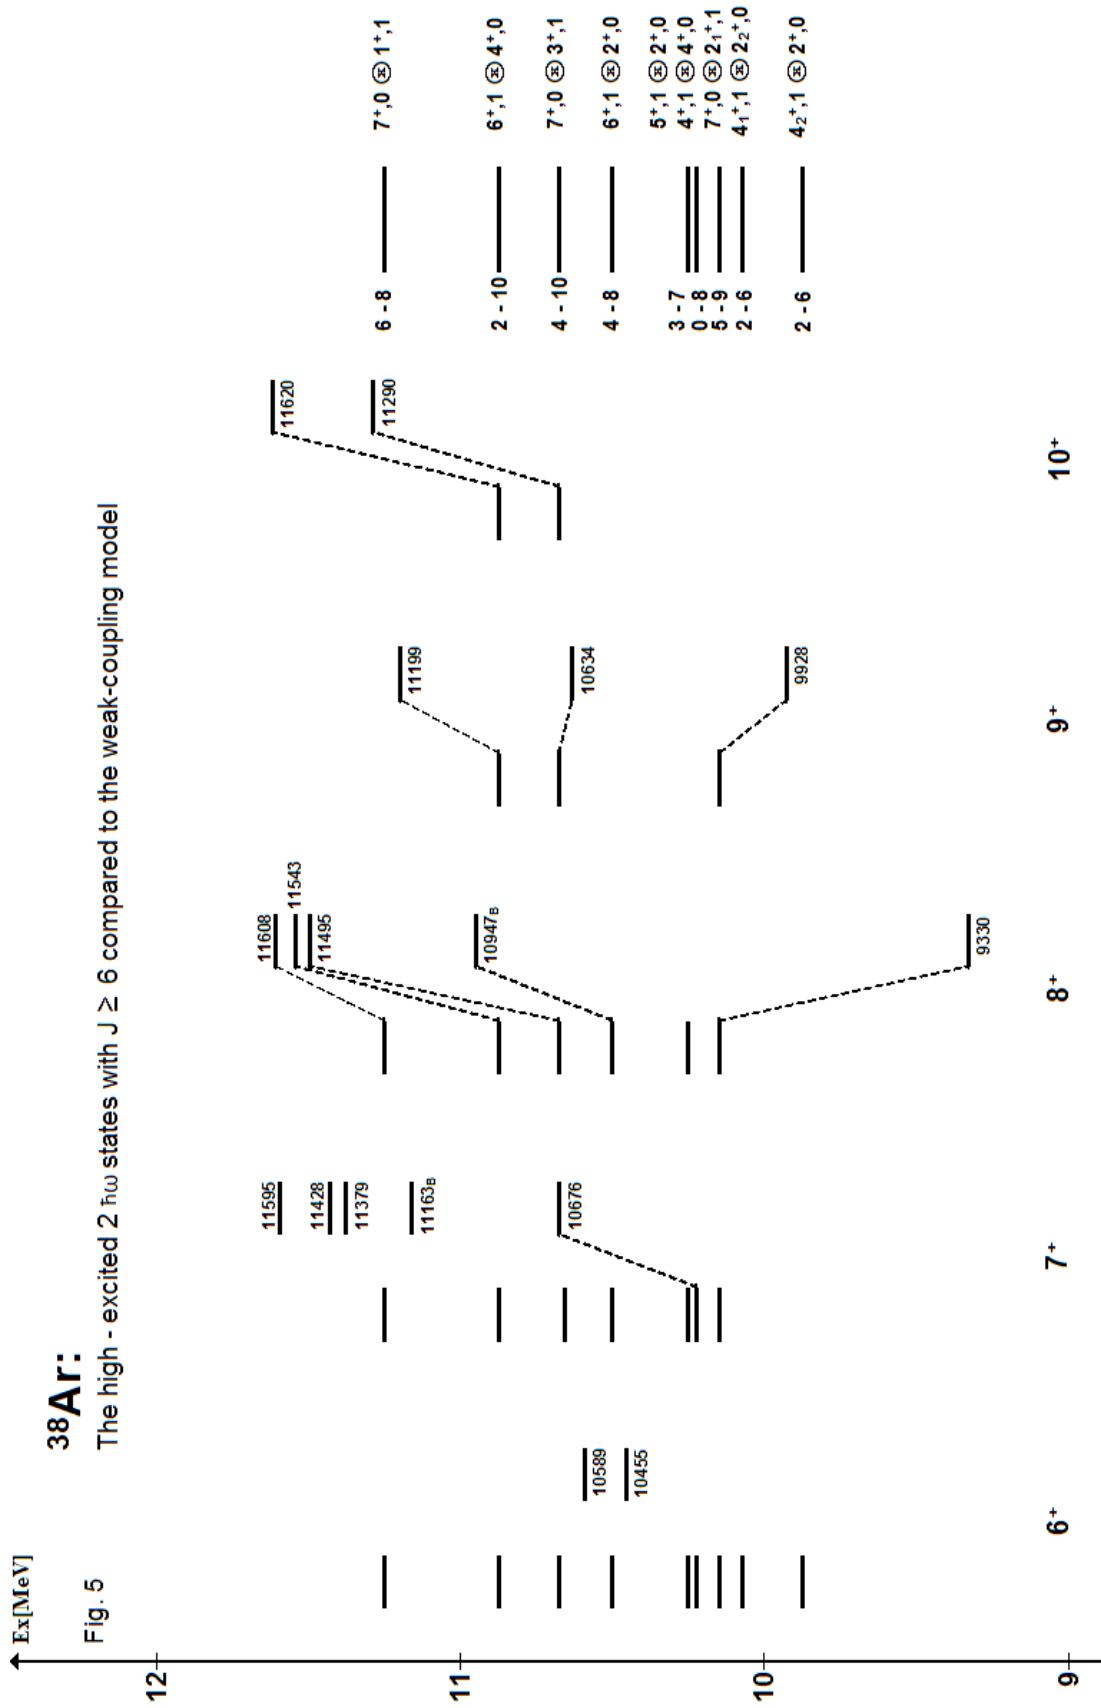 Ex[MeV]
Fig. 5
³⁸Ar:
The high - excited 2 ħω states with J ≥ 6 compared to the weak-coupling model
12
11
10
9
10589
10455
11595
11428
11379
11163B
10676
11608
11543
11495
10947B
9330
11199
10634
9928
11620
11290
6 - 8 7⁺,0 ⊗ 1⁺,1
2 - 10 6⁺,1 ⊗ 4⁺,0
4 - 10 7⁺,0 ⊗ 3⁺,1
4 - 8 6⁺,1 ⊗ 2⁺,0
3 - 7 5⁺,1 ⊗ 2⁺,0
0 - 8 4⁺,1 ⊗ 4⁺,0
5 - 9 7⁺,0 ⊗ 2₁⁺,1
2 - 6 4₁⁺,1 ⊗ 2₂⁺,0
2 - 6 4₂⁺,1 ⊗ 2⁺,0
6⁺ 7⁺ 8⁺ 9⁺ 10⁺